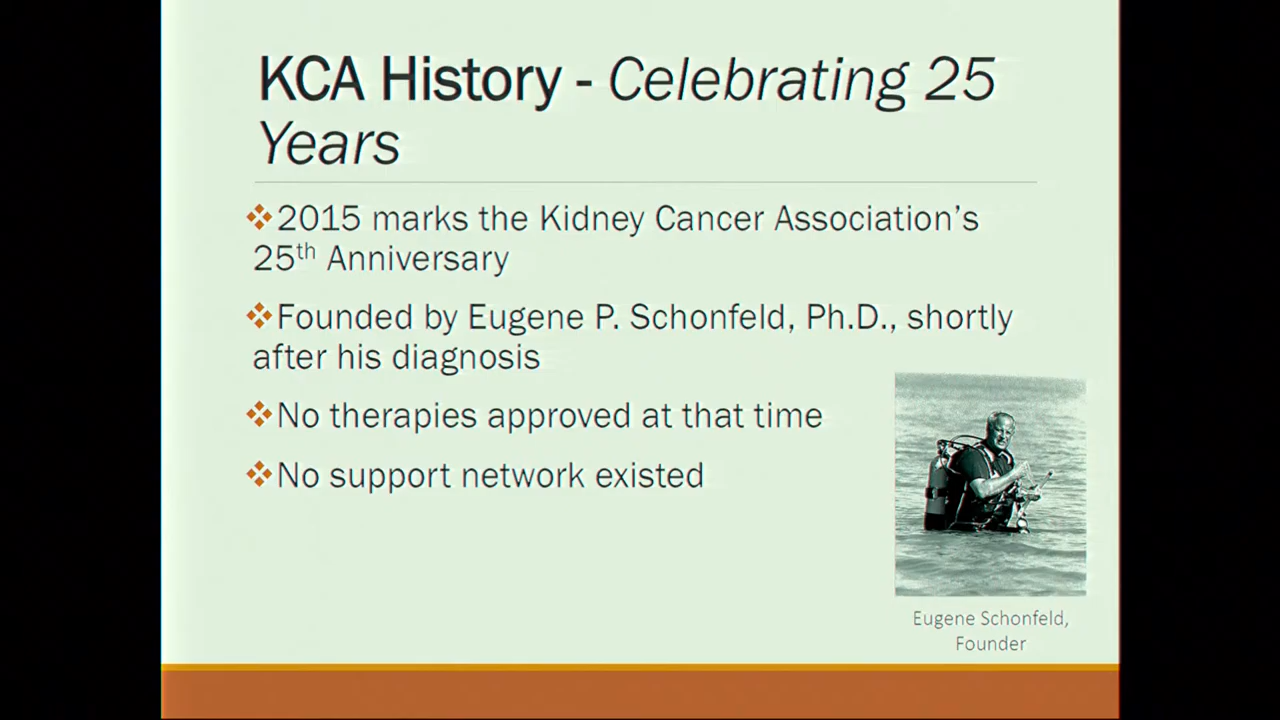 KCA History - Celebrating 25
Years
2015 marks the Kidney Cancer Association’s
25th Anniversary
Founded by Eugene P. Schonfeld, Ph.D., shortly
after his diagnosis
No therapies approved at that time
No support network existed
Eugene Schonfeld,
Founder